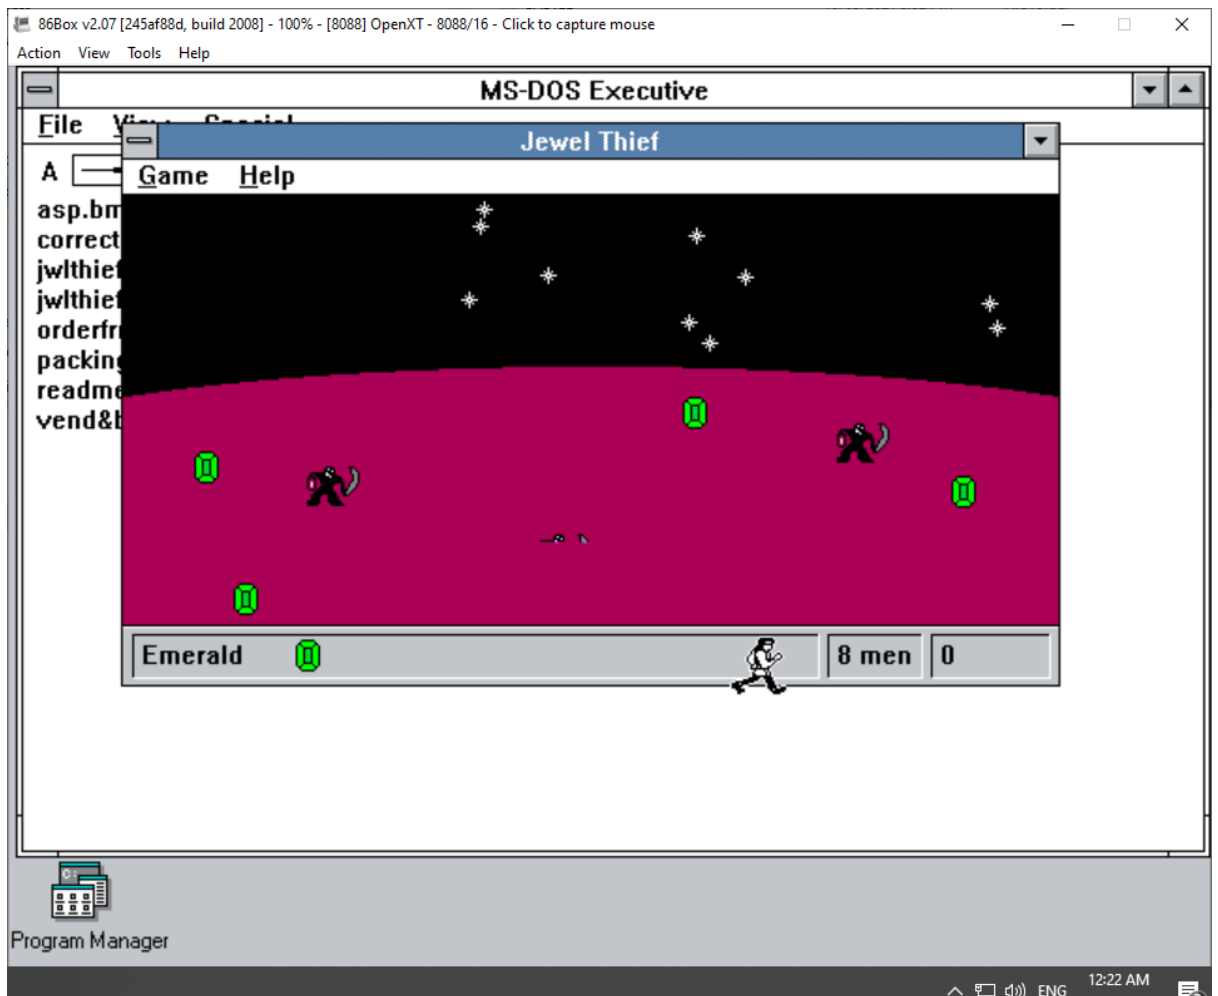 86Box v2.07 [245af88d, build 2008] - 100% - [8088] OpenXT - 8088/16 - Click to capture mouse
Action View Tools Help
MS-DOS Executive
File View Special
Jewel Thief
A
Game Help
asp.bm
correct
jwlthief
jwlthief
orderfr
packing
readme
vend&b
Emerald 8 men 0
C:
Program Manager
ENG 12:22 AM